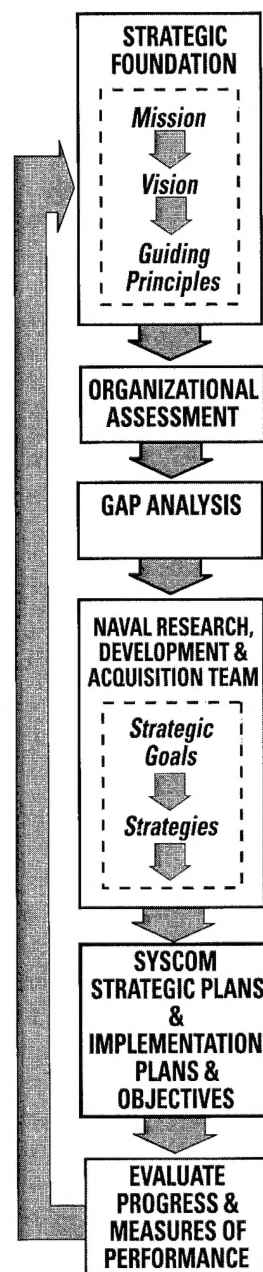 STRATEGIC
FOUNDATION
Mission
Vision
Guiding
Principles
ORGANIZATIONAL
ASSESSMENT
GAP ANALYSIS
NAVAL RESEARCH,
DEVELOPMENT &
ACQUISITION TEAM
Strategic
Goals
Strategies
SYSCOM
STRATEGIC PLANS
&
IMPLEMENTATION
PLANS &
OBJECTIVES
EVALUATE
PROGRESS &
MEASURES OF
PERFORMANCE